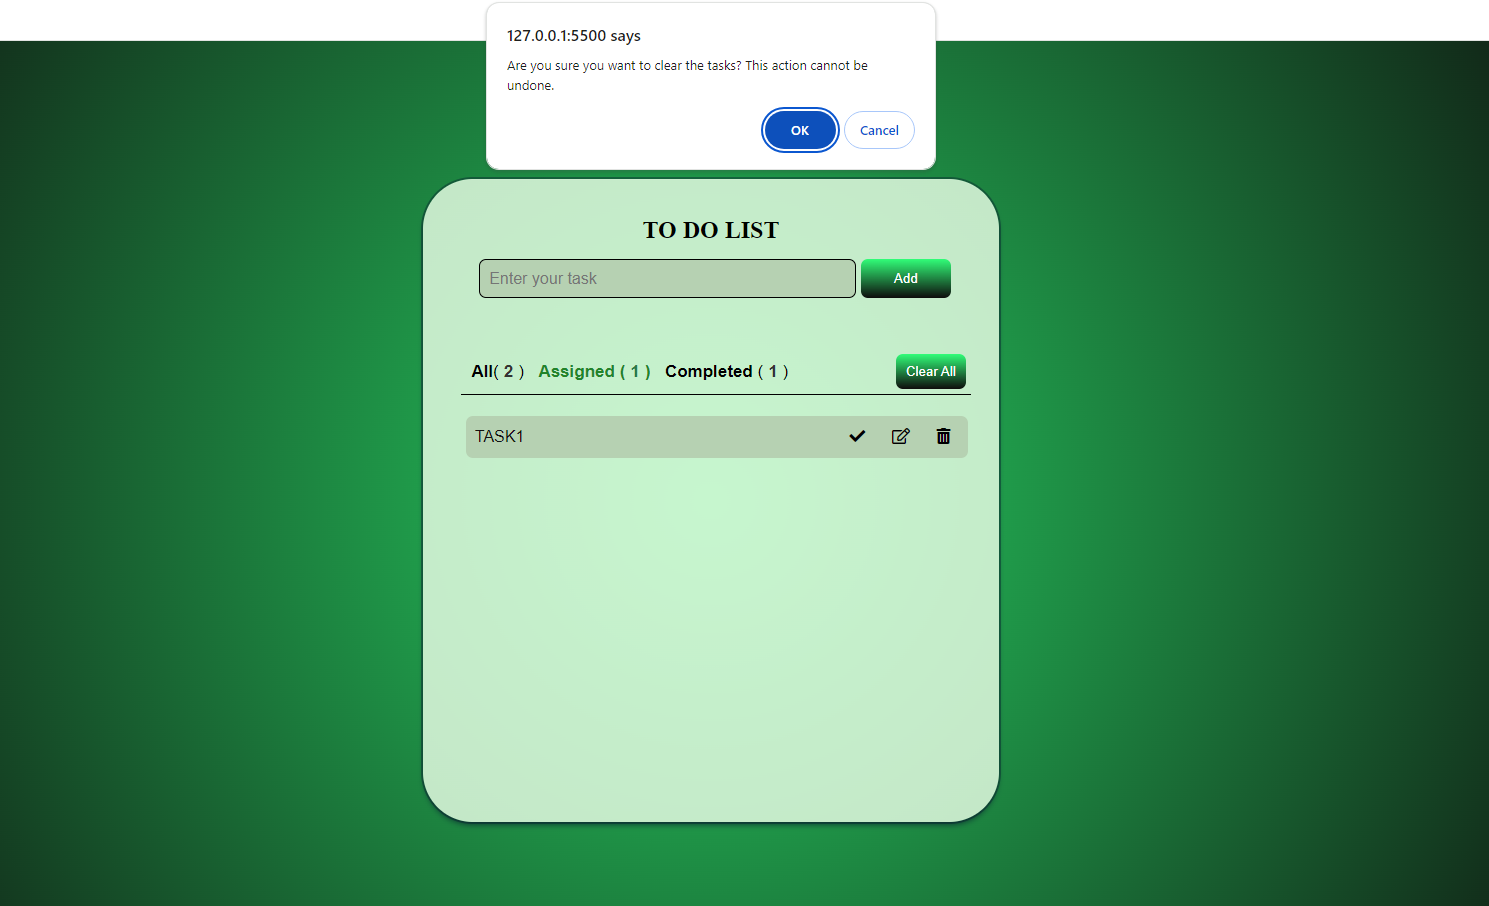 127.0.0.1:5500 says
Are you sure you want to clear the tasks? This action cannot be
undone.
OK Cancel
TO DO LIST
Enter your task Add
All( 2 ) Assigned ( 1 ) Completed ( 1 ) Clear All
TASK1